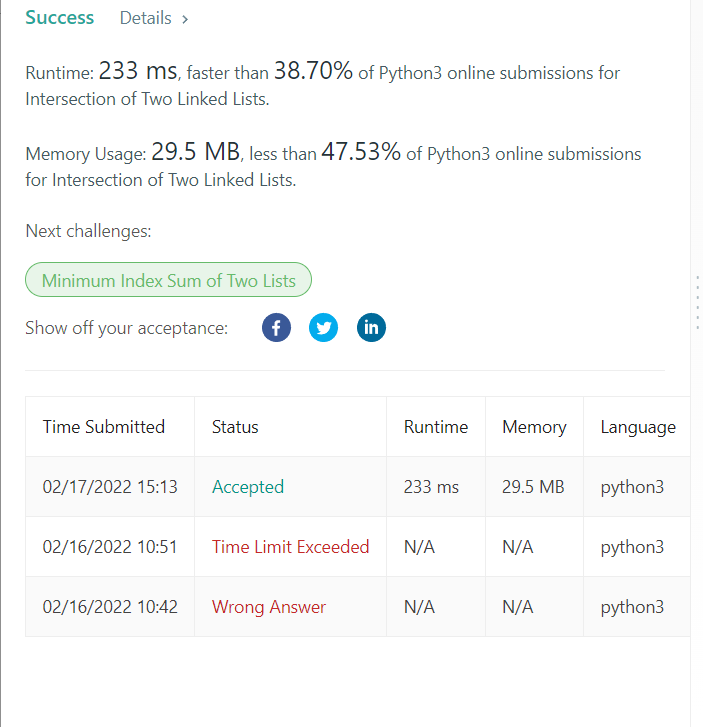 Success Details ›
Runtime: 233 ms, faster than 38.70% of Python3 online submissions for
Intersection of Two Linked Lists.
Memory Usage: 29.5 MB, less than 47.53% of Python3 online submissions
for Intersection of Two Linked Lists.
Next challenges:
Minimum Index Sum of Two Lists
Show off your acceptance:
Time Submitted Status Runtime Memory Language
02/17/2022 15:13 Accepted 233 ms 29.5 MB python3
02/16/2022 10:51 Time Limit Exceeded N/A N/A python3
02/16/2022 10:42 Wrong Answer N/A N/A python3